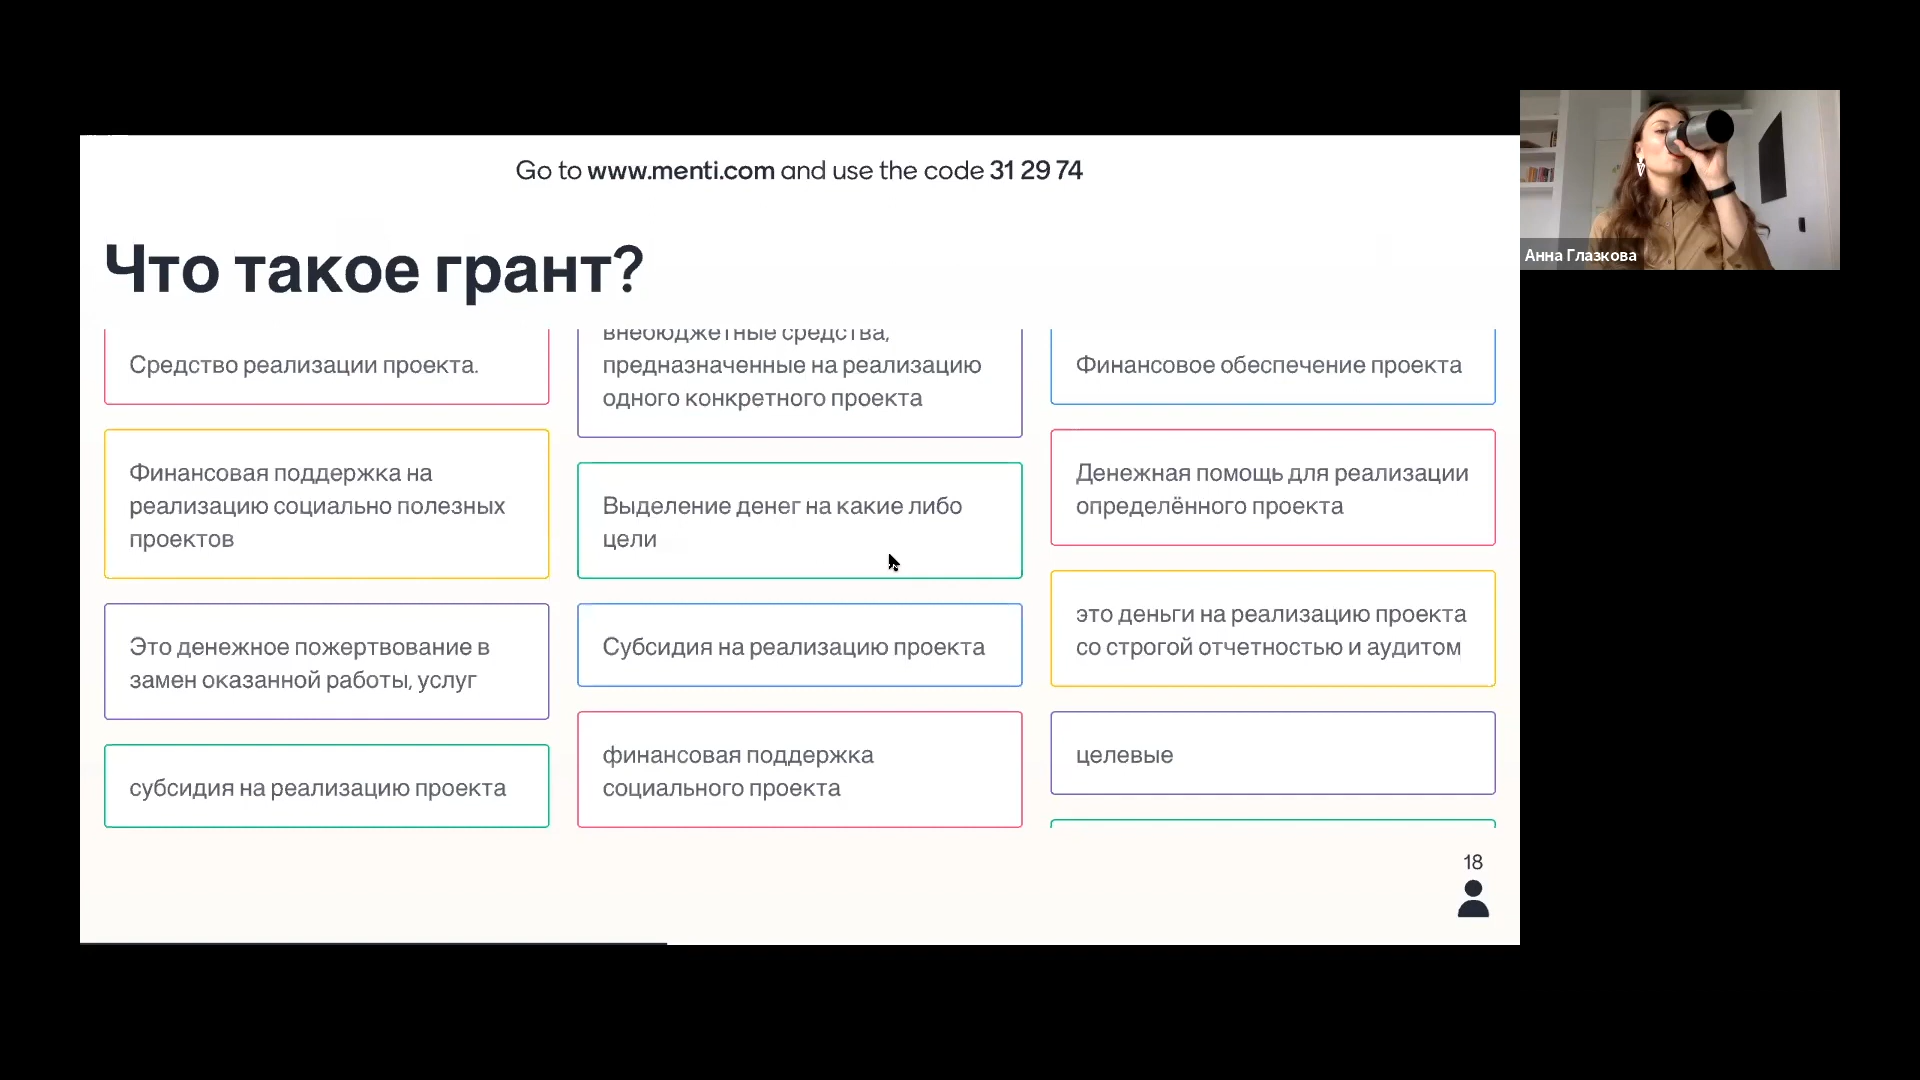 Go to www.menti.com and use the code 31 29 74
Что такое грант?
Средство реализации проекта.
Финансовая поддержка на
реализацию социально полезных
проектов
Это денежное пожертвование в
замен оказанной работы, услуг
субсидия на реализацию проекта
внебюджетные средства,
предназначенные на реализацию
одного конкретного проекта
Выделение денег на какие либо
цели
Субсидия на реализацию проекта
финансовая поддержка
социального проекта
Финансовое обеспечение проекта
Денежная помощь для реализации
определённого проекта
это деньги на реализацию проекта
со строгой отчетностью и аудитом
целевые
18
Анна Глазкова